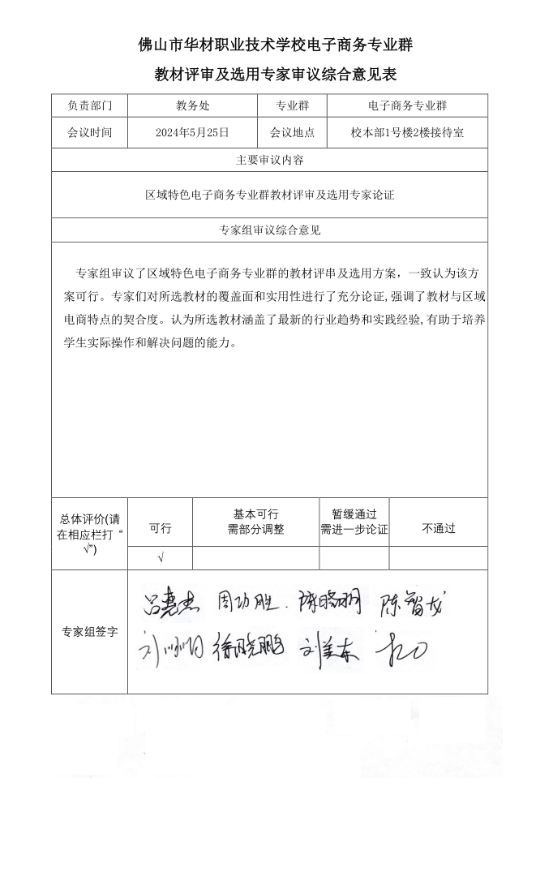 佛山市华材职业技术学校电子商务专业群
教材评审及选用专家审议综合意见表
负责部门 教务处 专业群 电子商务专业群
会议时间 2024年5月25日 会议地点 校本部1号楼2楼接待室
主要审议内容
区域特色电子商务专业群教材评审及选用专家论证
专家组审议综合意见
专家组审议了区域特色电子商务专业群的教材评审及选用方案，一致认为该方
案可行。专家们对所选教材的覆盖面和实用性进行了充分论证,强调了教材与区域
电商特点的契合度。认为所选教材涵盖了最新的行业趋势和实践经验,有助于培养
学生实际操作和解决问题的能力。
总体评价(请
在相应栏打“
√”)
可行
基本可行
需部分调整
暂缓通过
需进一步论证
不通过
√
专家组签字
吕惠杰 周功胜 陈晓明 陈智龙
徐晓鹏 刘美东